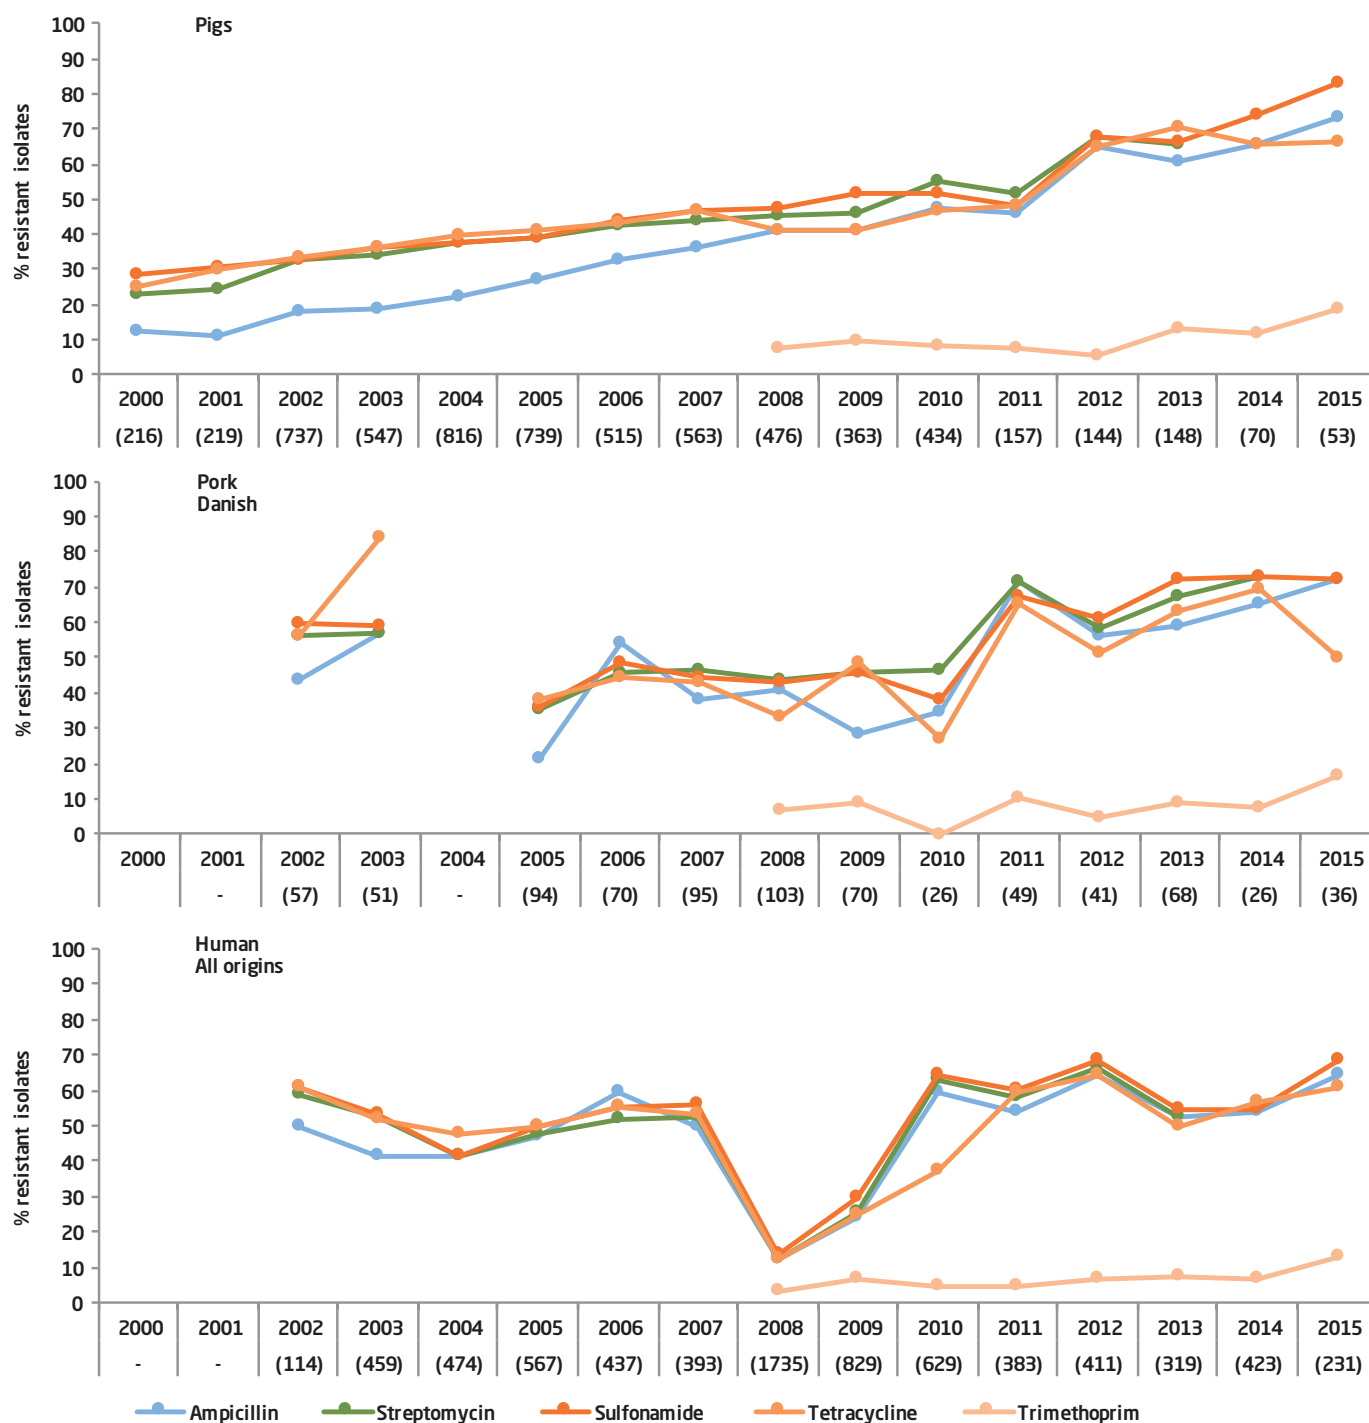 Pigs
% resistant isolates
100
90
80
70
60
50
40
30
20
10
0
2000 2001 2002 2003 2004 2005 2006 2007 2008 2009 2010 2011 2012 2013 2014 2015
(216) (219) (737) (547) (816) (739) (515) (563) (476) (363) (434) (157) (144) (148) (70) (53)
Pork
Danish
% resistant isolates
100
90
80
70
60
50
40
30
20
10
0
2000 2001 2002 2003 2004 2005 2006 2007 2008 2009 2010 2011 2012 2013 2014 2015
- (57) (51) - (94) (70) (95) (103) (70) (26) (49) (41) (68) (26) (36)
Human
All origins
% resistant isolates
100
90
80
70
60
50
40
30
20
10
0
2000 2001 2002 2003 2004 2005 2006 2007 2008 2009 2010 2011 2012 2013 2014 2015
- - (114) (459) (474) (567) (437) (393) (1735) (829) (629) (383) (411) (319) (423) (231)
Ampicillin Streptomycin Sulfonamide Tetracycline Trimethoprim